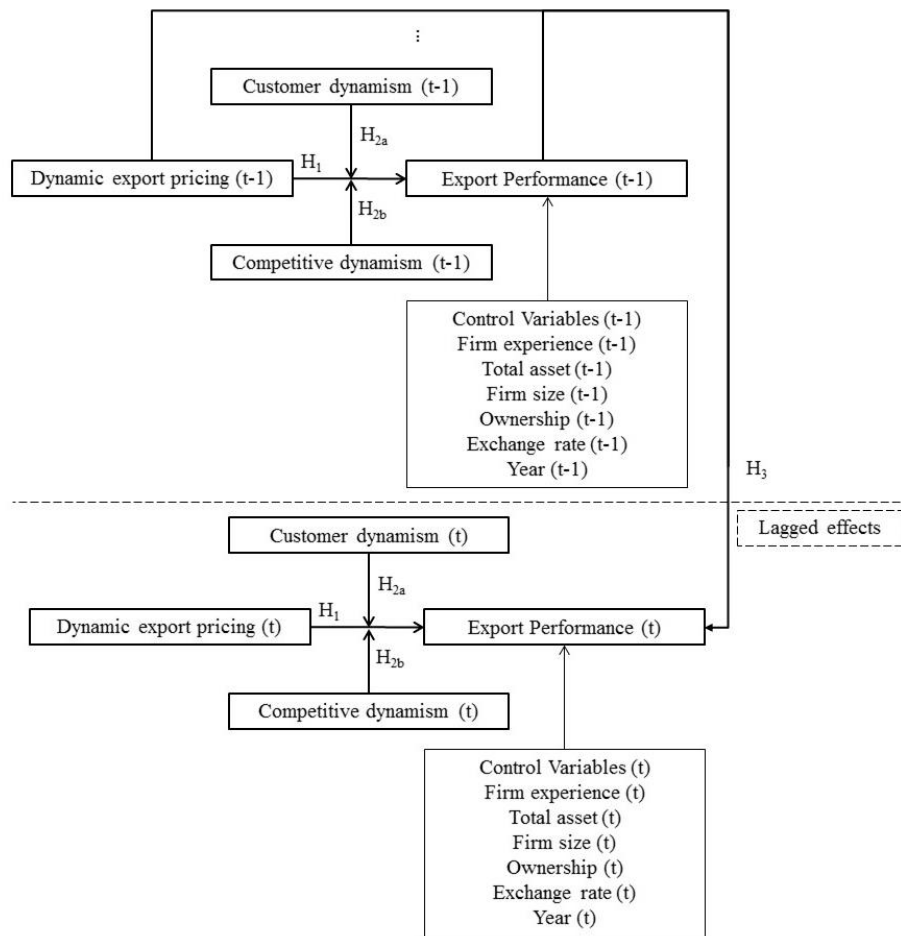 ⋮
Customer dynamism (t-1)
H2a
H1
Dynamic export pricing (t-1)
Export Performance (t-1)
H2b
Competitive dynamism (t-1)
Control Variables (t-1)
Firm experience (t-1)
Total asset (t-1)
Firm size (t-1)
Ownership (t-1)
Exchange rate (t-1)
Year (t-1)
H3
Lagged effects
Customer dynamism (t)
H2a
H1
Dynamic export pricing (t)
Export Performance (t)
H2b
Competitive dynamism (t)
Control Variables (t)
Firm experience (t)
Total asset (t)
Firm size (t)
Ownership (t)
Exchange rate (t)
Year (t)